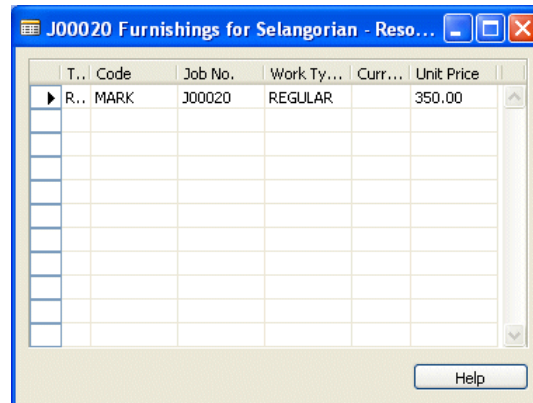 J00020 Furnishings for Selangorian - Reso...
T.. Code Job No. Work Ty... Curr... Unit Price
R.. MARK J00020 REGULAR 350.00
Help